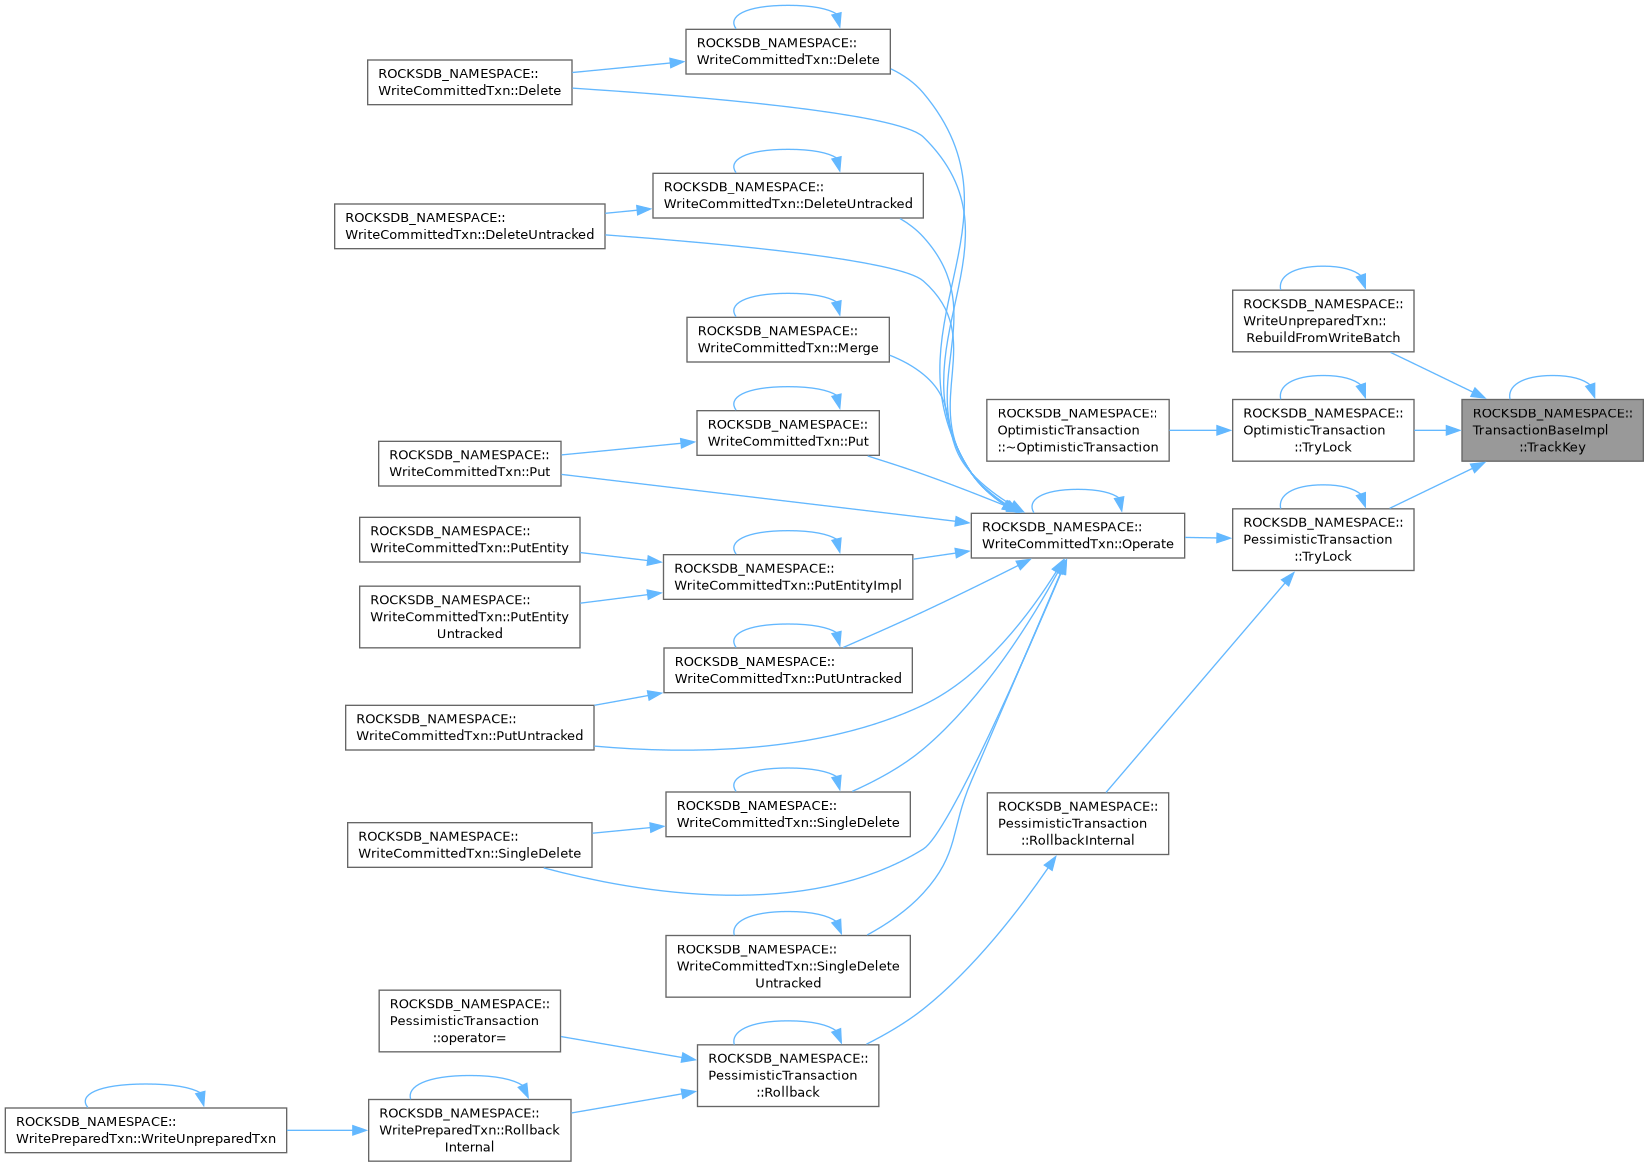 ROCKSDB_NAMESPACE::
WriteCommittedTxn::Delete
ROCKSDB_NAMESPACE::
WriteCommittedTxn::Delete
ROCKSDB_NAMESPACE::
WriteCommittedTxn::DeleteUntracked
ROCKSDB_NAMESPACE::
WriteCommittedTxn::DeleteUntracked
ROCKSDB_NAMESPACE::
WriteUnpreparedTxn::
RebuildFromWriteBatch
ROCKSDB_NAMESPACE::
WriteCommittedTxn::Merge
ROCKSDB_NAMESPACE::
OptimisticTransaction
::~OptimisticTransaction
ROCKSDB_NAMESPACE::
OptimisticTransaction
::TryLock
ROCKSDB_NAMESPACE::
TransactionBaseImpl
::TrackKey
ROCKSDB_NAMESPACE::
WriteCommittedTxn::Put
ROCKSDB_NAMESPACE::
WriteCommittedTxn::Put
ROCKSDB_NAMESPACE::
PessimisticTransaction
::TryLock
ROCKSDB_NAMESPACE::
WriteCommittedTxn::Operate
ROCKSDB_NAMESPACE::
WriteCommittedTxn::PutEntity
ROCKSDB_NAMESPACE::
WriteCommittedTxn::PutEntityImpl
ROCKSDB_NAMESPACE::
WriteCommittedTxn::PutEntity
Untracked
ROCKSDB_NAMESPACE::
WriteCommittedTxn::PutUntracked
ROCKSDB_NAMESPACE::
WriteCommittedTxn::PutUntracked
ROCKSDB_NAMESPACE::
WriteCommittedTxn::SingleDelete
ROCKSDB_NAMESPACE::
PessimisticTransaction
::RollbackInternal
ROCKSDB_NAMESPACE::
WriteCommittedTxn::SingleDelete
ROCKSDB_NAMESPACE::
WriteCommittedTxn::SingleDelete
Untracked
ROCKSDB_NAMESPACE::
PessimisticTransaction
::operator=
ROCKSDB_NAMESPACE::
PessimisticTransaction
::Rollback
ROCKSDB_NAMESPACE::
WritePreparedTxn::Rollback
Internal
ROCKSDB_NAMESPACE::
WritePreparedTxn::WriteUnpreparedTxn